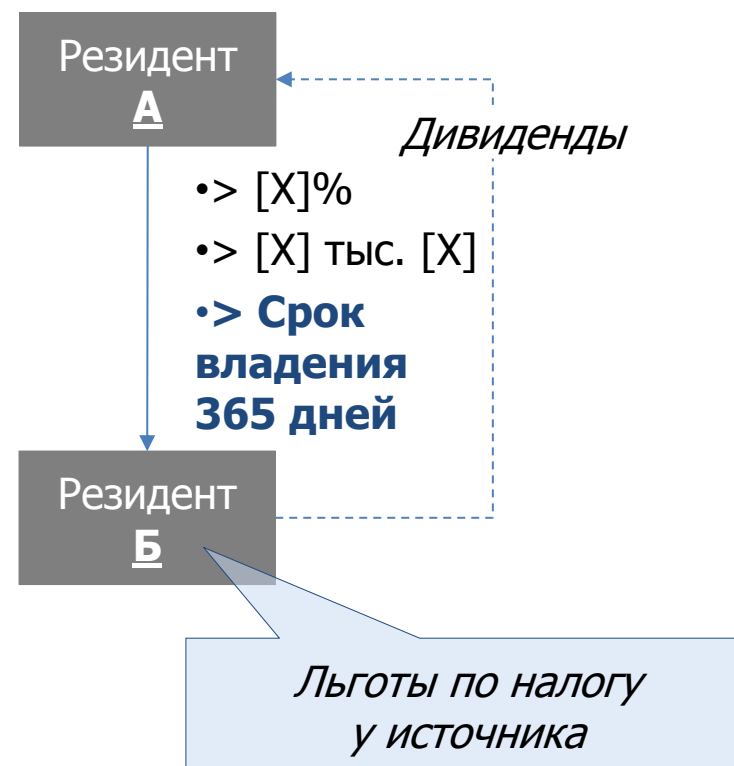 Резидент
А
Дивиденды
•> [X]%
•> [X] тыс. [X]
•> Срок
владения
365 дней
Резидент
Б
Льготы по налогу
у источника